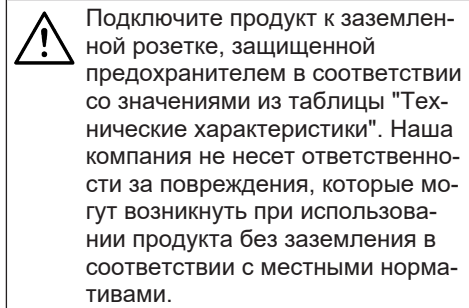 Подключите продукт к заземлен-
ной розетке, защищенной
предохранителем в соответствии
со значениями из таблицы "Тех-
нические характеристики". Наша
компания не несет ответственно-
сти за повреждения, которые мо-
гут возникнуть при использова-
нии продукта без заземления в
соответствии с местными норма-
тивами.